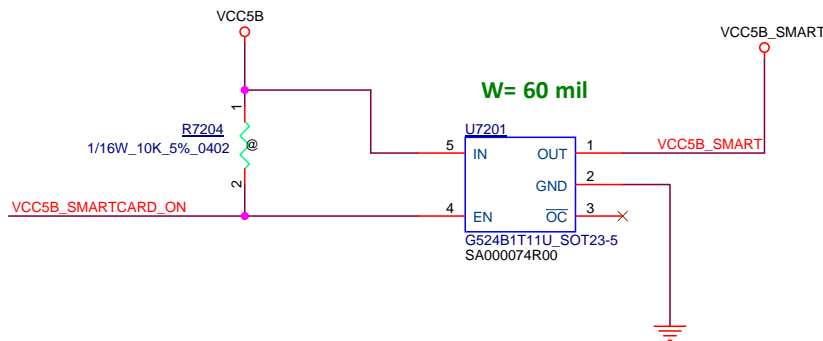 VCC5B
VCC5B_SMART
W= 60 mil
1
R7204
1/16W_10K_5%_0402
@
2
U7201
5
IN
OUT
1
VCC5B_SMART
GND
2
VCC5B_SMARTCARD_ON
4
EN
OC
3
G524B1T11U_SOT23-5
SA000074R00